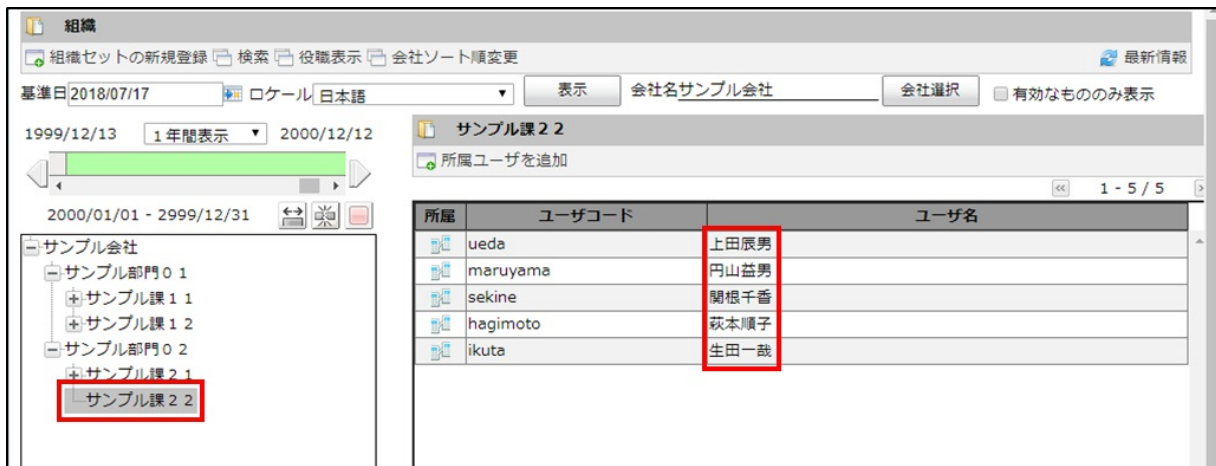 組織
組織セットの新規登録 検索 役職表示 会社ソート順変更 最新情報
基準日 2018/07/17 ロケール 日本語 表示 会社名 サンプル会社 会社選択 有効なもののみ表示
1999/12/13 1年間表示 2000/12/12
2000/01/01 - 2999/12/31
サンプル会社
サンプル部門０１
サンプル課１１
サンプル課１２
サンプル部門０２
サンプル課２１
サンプル課２２
サンプル課２２
所属ユーザを追加
1 - 5 / 5
所属 ユーザコード ユーザ名
ueda 上田辰男
maruyama 円山益男
sekine 関根千香
hagimoto 萩本順子
ikuta 生田一哉